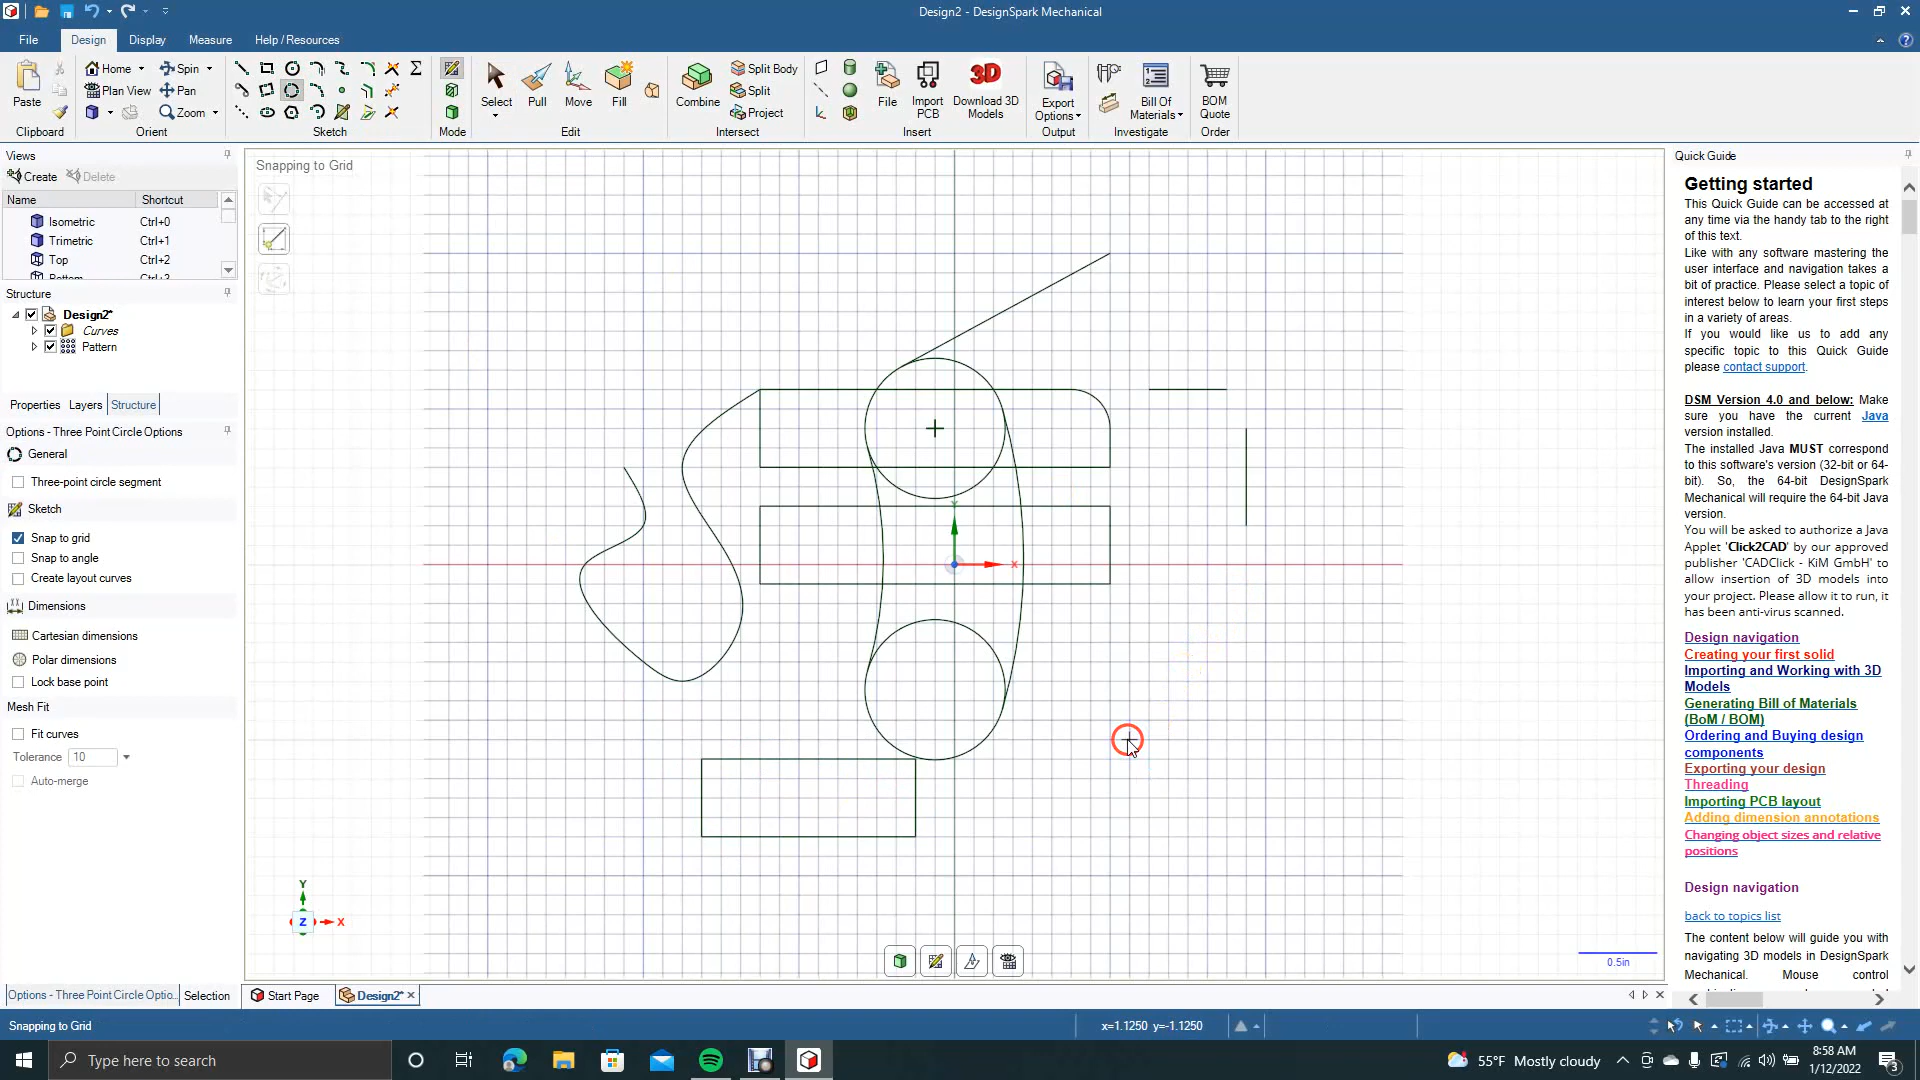 Design2 - DesignSpark Mechanical
File
Design
Display
Measure
Help / Resources
Paste
Home
Spin
Plan View
Pan
Zoom
Select
Pull
Move
Fill
Combine
Split Body
Split
Project
File
Import
PCB
Download 3D
Models
3D
Export
Options
Bill Of
Materials
BOM
Quote
Clipboard
Orient
Sketch
Mode
Edit
Intersect
Insert
Output
Investigate
Order
Views
Create
Delete
Name
Shortcut
Isometric
Ctrl+0
Trimetric
Ctrl+1
Top
Ctrl+2
Bottom
Ctrl+3
Structure
Design2*
Curves
Pattern
Properties
Layers
Structure
Options - Three Point Circle Options
General
Three-point circle segment
Sketch
Snap to grid
Snap to angle
Create layout curves
Dimensions
Cartesian dimensions
Polar dimensions
Lock base point
Mesh Fit
Fit curves
Tolerance
10
Auto-merge
Options - Three Point Circle Optio...
Selection
Snapping to Grid
Y
X
Y
Z
X
0.5in
Start Page
Design2*
Quick Guide
Getting started
This Quick Guide can be accessed at
any time via the handy tab to the right
of this text.
Like with any software mastering the
user interface and navigation takes a
bit of practice. Please select a topic of
interest below to learn your first steps
in a variety of areas.
If you would like us to add any
specific topic to this Quick Guide
please contact support.
DSM Version 4.0 and below: Make
sure you have the current Java
version installed.
The installed Java MUST correspond
to this software's version (32-bit or 64-
bit). So, the 64-bit DesignSpark
Mechanical will require the 64-bit Java
version.
You will be asked to authorize a Java
Applet 'Click2CAD' by our approved
publisher 'CADClick - KiM GmbH' to
allow insertion of 3D models into
your project. Please allow it to run, it
has been anti-virus scanned.
Design navigation
Creating your first solid
Importing and Working with 3D
Models
Generating Bill of Materials
(BoM / BOM)
Ordering and Buying design
components
Exporting your design
Threading
Importing PCB layout
Adding dimension annotations
Changing object sizes and relative
positions
Design navigation
back to topics list
The content below will guide you with
navigating 3D models in DesignSpark
Mechanical. Mouse control
Snapping to Grid
x=1.1250 y=-1.1250
Type here to search
55°F Mostly cloudy
8:58 AM
1/12/2022
3